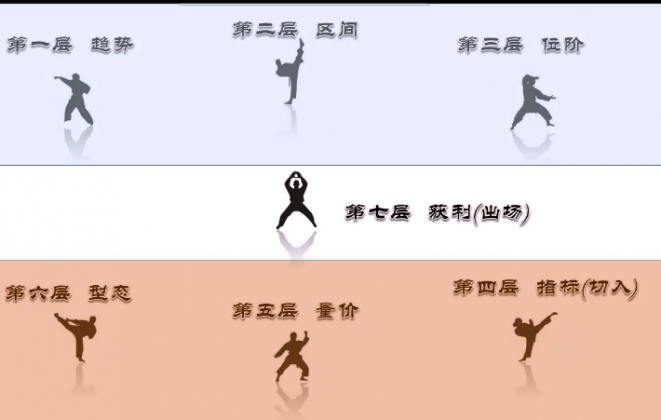 第一层 趋势
第二层 区间
第三层 位阶
第七层 获利(出场)
第六层 型态
第五层 量价
第四层 指标(切入)